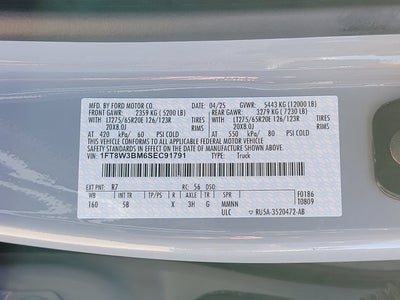 MFD. BY FORD MOTOR CO. 04/25 GVWR: 5443 KG (12000 LB)
FRONT GAWR: 2359 KG (5200 LB) REAR GAWR: 3279 KG (7230 LB)
WITH LT275/65R20E 126/123R TIRES WITH LT275/65R20E 126/123R TIRES
20X8.0J RIMS 20X8.0J RIMS
AT 420 kPa/ 60 PSI COLD AT 550 kPa/ 80 PSI COLD
THIS VEHICLE CONFORMS TO ALL APPLICABLE FEDERAL MOTOR VEHICLE
SAFETY STANDARDS IN EFFECT ON THE DATE OF MANUFACTURE SHOWN ABOVE.
VIN: 1FT8W3BM6SEC91791 TYPE: Truck
EXT PNT: R7 RC: 56 DSO: F0186
WB INT TR TP/PS R AXLE TR SPR 10809
160 5B X 3H G MMNN
ULC RU5A-3520472-AB